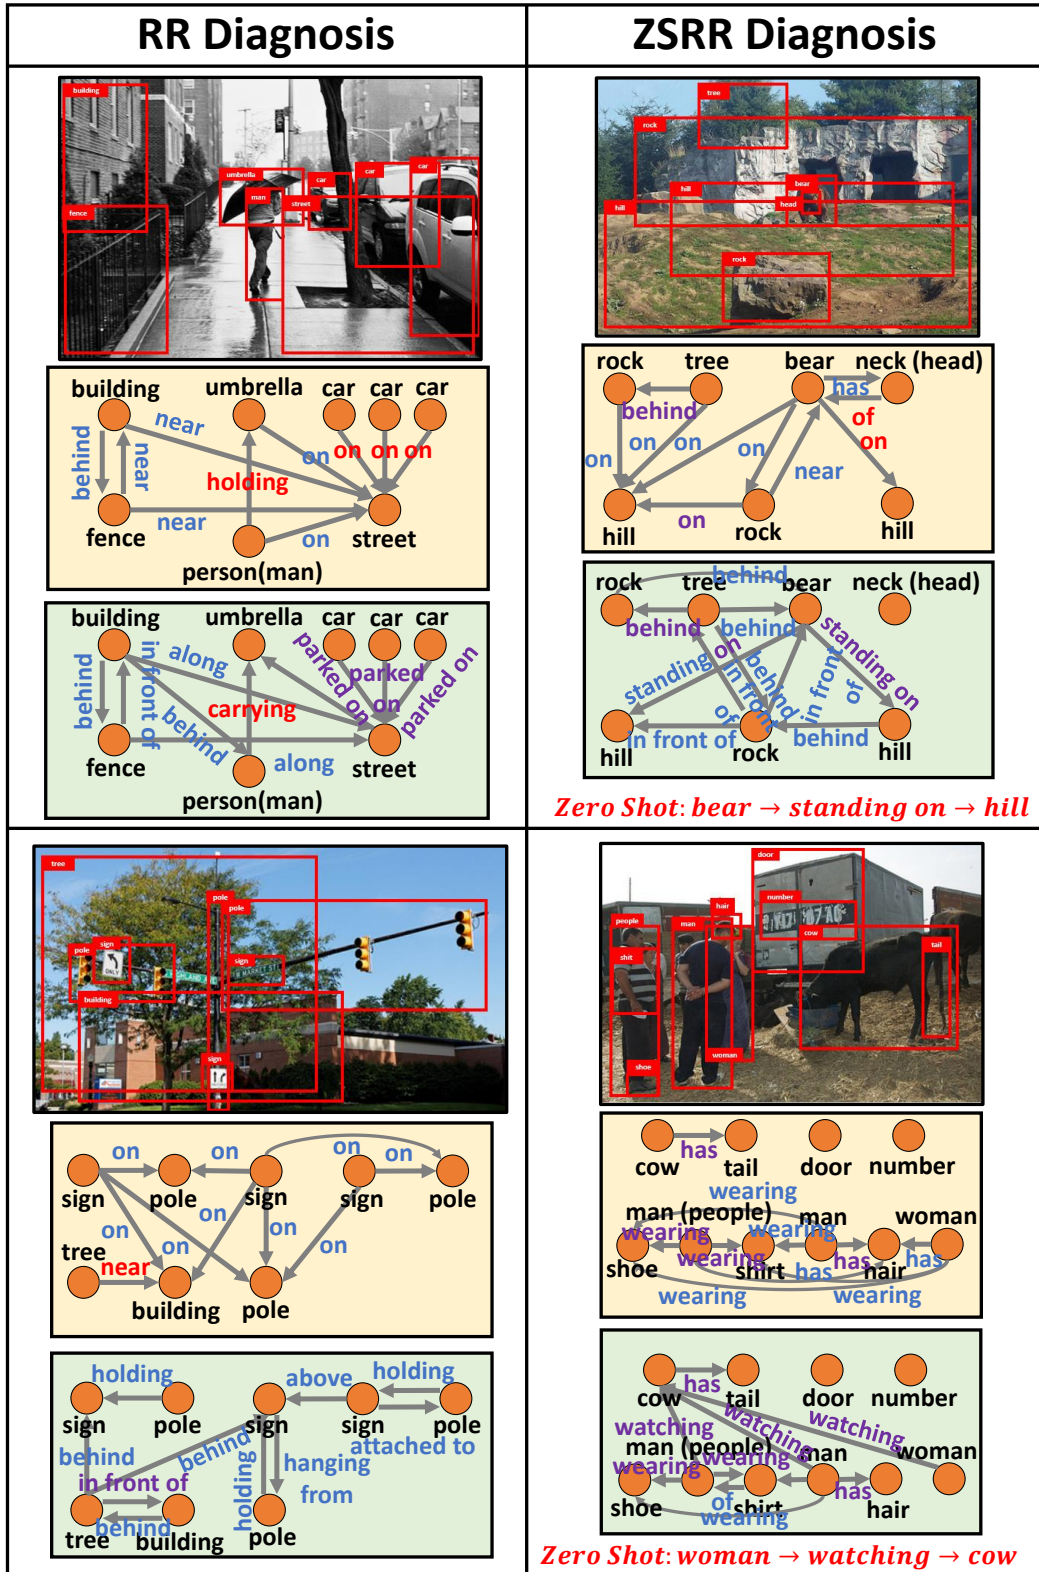 RR Diagnosis
ZSRR Diagnosis
building
fence
umbrella
man
street
car
car
car
tree
rock
hill
bear
head
hill
rock
building
umbrella
car
car
car
near
behind
near
on
on
on
on
holding
near
on
fence
street
person(man)
rock
tree
bear
neck (head)
has
behind
of
on
on
on
on
on
near
on
hill
rock
hill
building
umbrella
car
car
car
behind
in front of
along
parked on
parked
on
parked on
carrying
behind
along
fence
street
person(man)
behind
rock
tree
bear
neck (head)
behind
behind
standing on
standing
on
behind
in front
of
in front
of
in front of
behind
hill
rock
hill
Zero Shot: bear → standing on → hill
tree
pole
pole
sign
pole
sign
building
sign
door
number
hair
people
man
cow
tail
shit
woman
shoe
on
on
on
on
sign
pole
sign
sign
pole
on
on
on
on
on
tree
near
building
pole
cow
has
tail
door
number
wearing
man (people)
man
woman
wearing
wearing
wearing
shoe
shirt
has
has
hair
has
wearing
wearing
holding
above
holding
sign
pole
sign
sign
pole
behind
behind
attached to
in front of
holding
hanging
from
behind
tree
building
pole
cow
has
tail
door
number
watching
watching
watching
man (people)
man
woman
wearing
wearing
shoe
of
shirt
has
hair
wearing
Zero Shot: woman → watching → cow